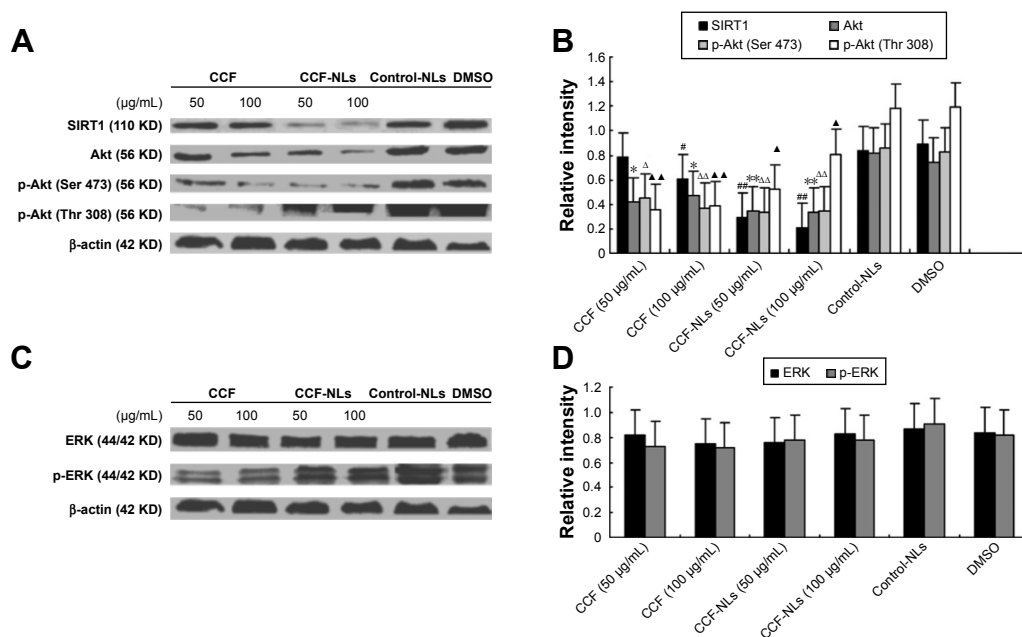 A
CCF CCF-NLs Control-NLs DMSO
(µg/mL) 50 100 50 100
SIRT1 (110 KD)
Akt (56 KD)
p-Akt (Ser 473) (56 KD)
p-Akt (Thr 308) (56 KD)
β-actin (42 KD)
B
SIRT1 Akt
p-Akt (Ser 473) p-Akt (Thr 308)
Relative intensity
1.6
1.4
1.2
1.0
0.8
0.6
0.4
0.2
0
* Δ ▲▲
# * ΔΔ ▲▲
## ** ΔΔ ▲
## ** ΔΔ ▲
CCF (50 µg/mL)
CCF (100 µg/mL)
CCF-NLs (50 µg/mL)
CCF-NLs (100 µg/mL)
Control-NLs
DMSO
C
CCF CCF-NLs Control-NLs DMSO
(µg/mL) 50 100 50 100
ERK (44/42 KD)
p-ERK (44/42 KD)
β-actin (42 KD)
D
ERK p-ERK
Relative intensity
1.2
1.0
0.8
0.6
0.4
0.2
0
CCF (50 µg/mL)
CCF (100 µg/mL)
CCF-NLs (50 µg/mL)
CCF-NLs (100 µg/mL)
Control-NLs
DMSO